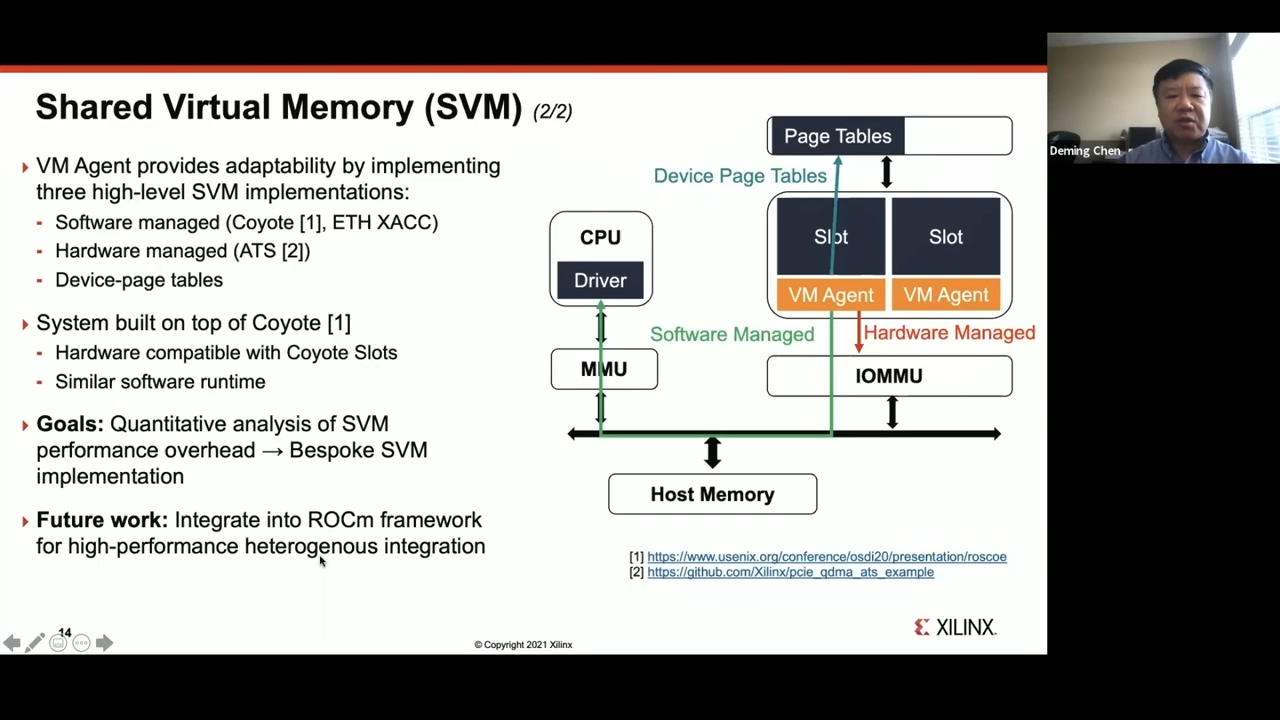 Shared Virtual Memory (SVM) (2/2)
VM Agent provides adaptability by implementing
three high-level SVM implementations:
- Software managed (Coyote [1], ETH XACC)
- Hardware managed (ATS [2])
- Device-page tables
System built on top of Coyote [1]
- Hardware compatible with Coyote Slots
- Similar software runtime
Goals: Quantitative analysis of SVM
performance overhead → Bespoke SVM
implementation
Future work: Integrate into ROCm framework
for high-performance heterogenous integration
Page Tables
Device Page Tables
CPU
Driver
Slot
Slot
VM Agent
VM Agent
Software Managed
Hardware Managed
MMU
IOMMU
Host Memory
[1] https://www.usenix.org/conference/osdi20/presentation/roscoe
[2] https://github.com/Xilinx/pcie_qdma_ats_example
14
© Copyright 2021 Xilinx
XILINX.
Deming Chen